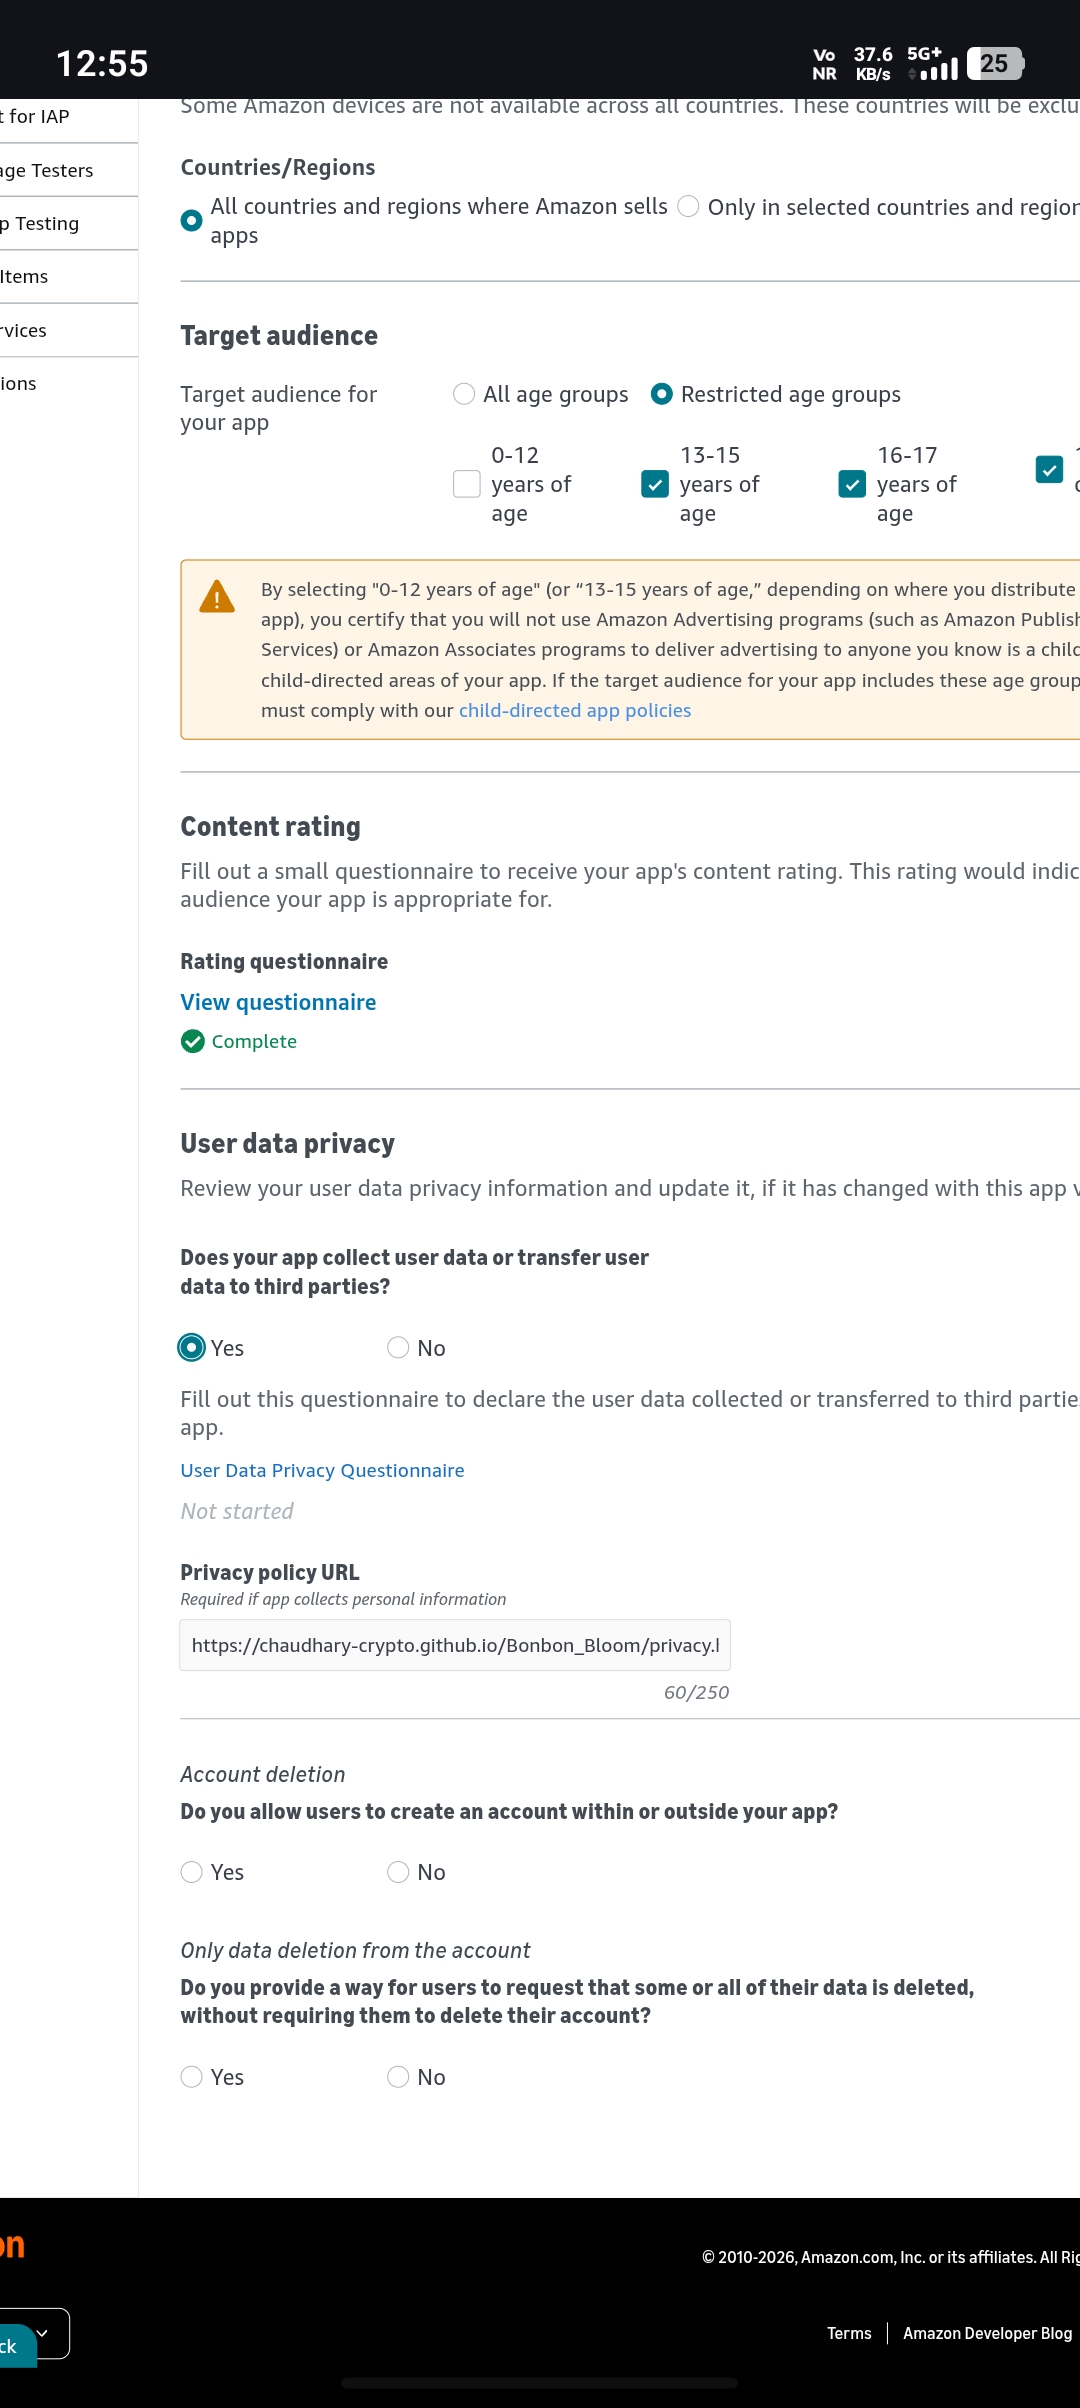 12:55
Vo NR
37.6 KB/s
5G+
25
Some Amazon devices are not available across all countries. These countries will be exclu
t for IAP
age Testers
p Testing
Items
rvices
ions
Countries/Regions
All countries and regions where Amazon sells
apps
Only in selected countries and region
Target audience
Target audience for
your app
All age groups
Restricted age groups
0-12
years of
age
13-15
years of
age
16-17
years of
age
By selecting "0-12 years of age" (or “13-15 years of age,” depending on where you distribute
app), you certify that you will not use Amazon Advertising programs (such as Amazon Publish
Services) or Amazon Associates programs to deliver advertising to anyone you know is a child
child-directed areas of your app. If the target audience for your app includes these age group
must comply with our child-directed app policies
Content rating
Fill out a small questionnaire to receive your app's content rating. This rating would indic
audience your app is appropriate for.
Rating questionnaire
View questionnaire
Complete
User data privacy
Review your user data privacy information and update it, if it has changed with this app v
Does your app collect user data or transfer user
data to third parties?
Yes
No
Fill out this questionnaire to declare the user data collected or transferred to third parties
app.
User Data Privacy Questionnaire
Not started
Privacy policy URL
Required if app collects personal information
https://chaudhary-crypto.github.io/Bonbon_Bloom/privacy.l
60/250
Account deletion
Do you allow users to create an account within or outside your app?
Yes
No
Only data deletion from the account
Do you provide a way for users to request that some or all of their data is deleted,
without requiring them to delete their account?
Yes
No
on
© 2010-2026, Amazon.com, Inc. or its affiliates. All Rig
ck
Terms
Amazon Developer Blog